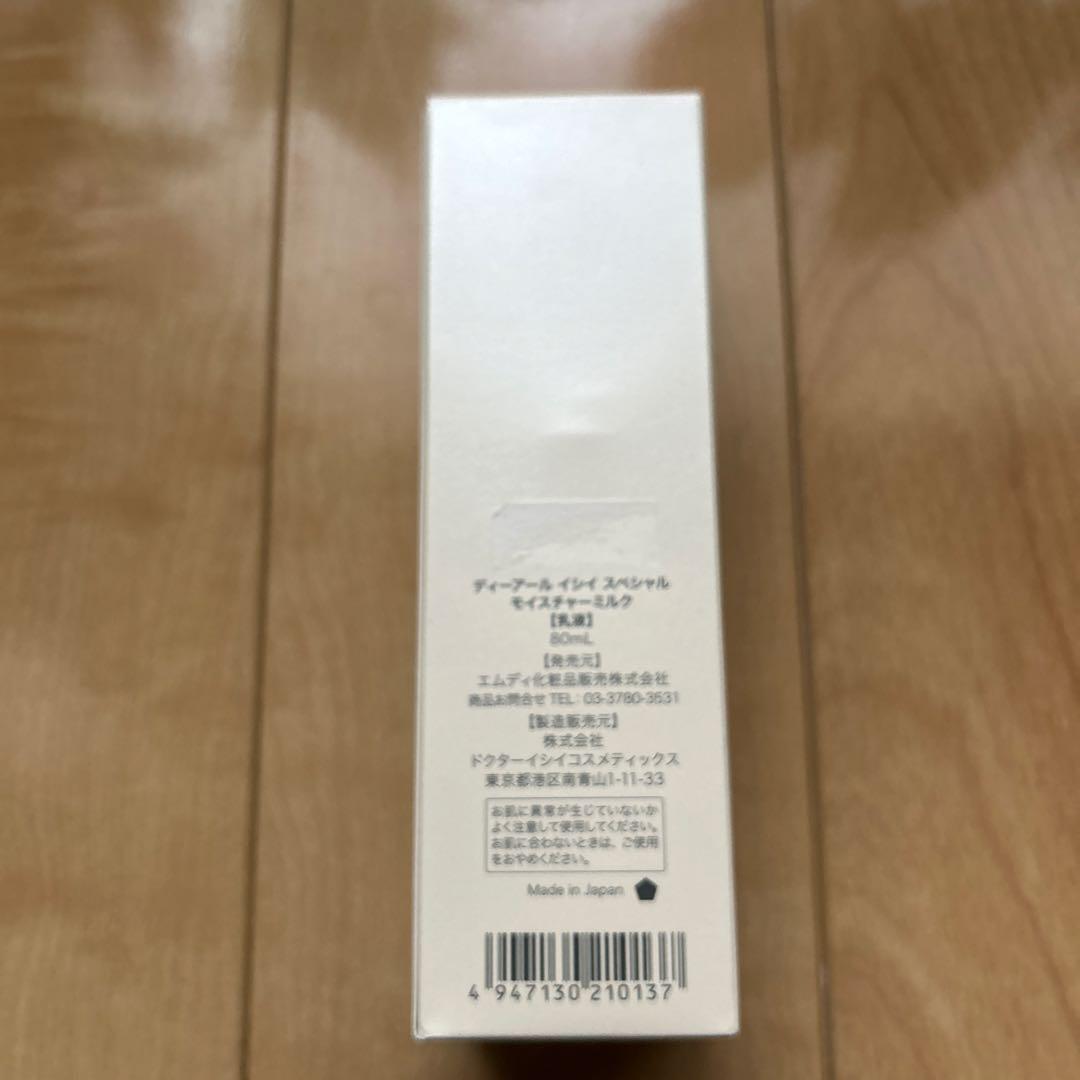 ディーアール イシイ スペシャル
モイスチャーミルク
【乳液】
80mL
【発売元】
エムディ化粧品販売株式会社
商品お問合せ TEL：03-3780-3531
【製造販売元】
株式会社
ドクターイシイコスメティックス
東京都港区南青山1-11-33
お肌に異常が生じていないか
よく注意して使用してください。
お肌に合わないときは、ご使用
をおやめください。
Made in Japan
4 947130 210137